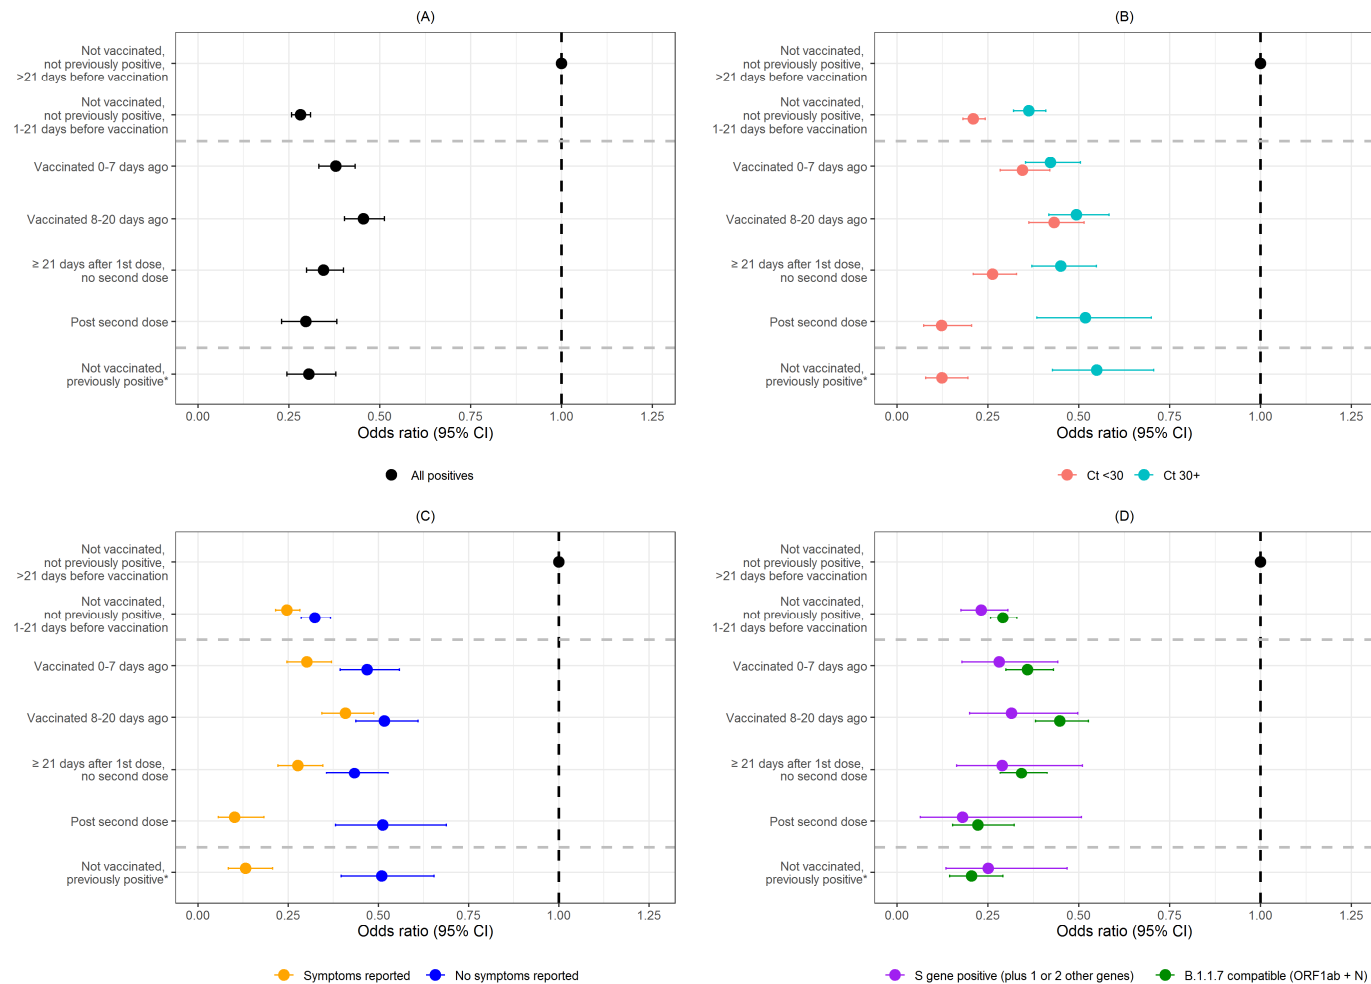 (A)
Not vaccinated,
not previously positive,
>21 days before vaccination
Not vaccinated,
not previously positive,
1-21 days before vaccination
Vaccinated 0-7 days ago
Vaccinated 8-20 days ago
≥ 21 days after 1st dose,
no second dose
Post second dose
Not vaccinated,
previously positive*
0.00 0.25 0.50 0.75 1.00 1.25
Odds ratio (95% CI)
All positives
(B)
Not vaccinated,
not previously positive,
>21 days before vaccination
Not vaccinated,
not previously positive,
1-21 days before vaccination
Vaccinated 0-7 days ago
Vaccinated 8-20 days ago
≥ 21 days after 1st dose,
no second dose
Post second dose
Not vaccinated,
previously positive*
0.00 0.25 0.50 0.75 1.00 1.25
Odds ratio (95% CI)
Ct <30 Ct 30+
(C)
Not vaccinated,
not previously positive,
>21 days before vaccination
Not vaccinated,
not previously positive,
1-21 days before vaccination
Vaccinated 0-7 days ago
Vaccinated 8-20 days ago
≥ 21 days after 1st dose,
no second dose
Post second dose
Not vaccinated,
previously positive*
0.00 0.25 0.50 0.75 1.00 1.25
Odds ratio (95% CI)
Symptoms reported No symptoms reported
(D)
Not vaccinated,
not previously positive,
>21 days before vaccination
Not vaccinated,
not previously positive,
1-21 days before vaccination
Vaccinated 0-7 days ago
Vaccinated 8-20 days ago
≥ 21 days after 1st dose,
no second dose
Post second dose
Not vaccinated,
previously positive*
0.00 0.25 0.50 0.75 1.00 1.25
Odds ratio (95% CI)
S gene positive (plus 1 or 2 other genes) B.1.1.7 compatible (ORF1ab + N)